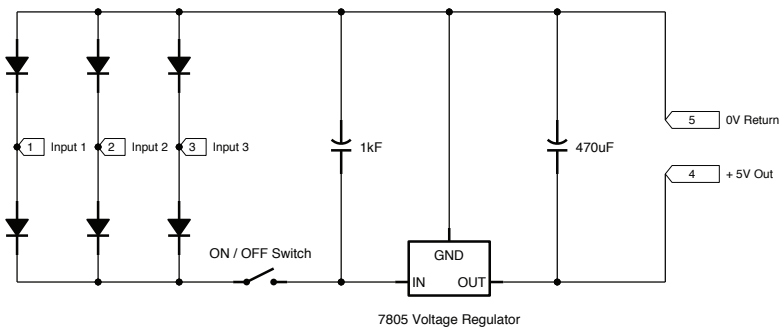 5 0V Return
1 Input 1 2 Input 2 3 Input 3 1kF 470uF
4 + 5V Out
ON / OFF Switch
GND
IN OUT
7805 Voltage Regulator